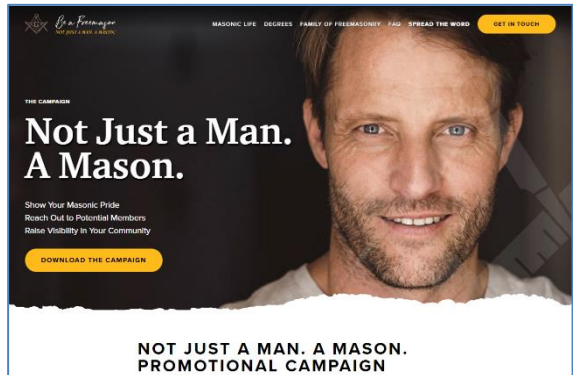 Be a Freemason
NOT JUST A MAN. A MASON.
MASONIC LIFE DEGREES FAMILY OF FREEMASONRY FAQ SPREAD THE WORD GET IN TOUCH
THE CAMPAIGN
Not Just a Man.
A Mason.
Show Your Masonic Pride
Reach Out to Potential Members
Raise Visibility in Your Community
DOWNLOAD THE CAMPAIGN
NOT JUST A MAN. A MASON.
PROMOTIONAL CAMPAIGN